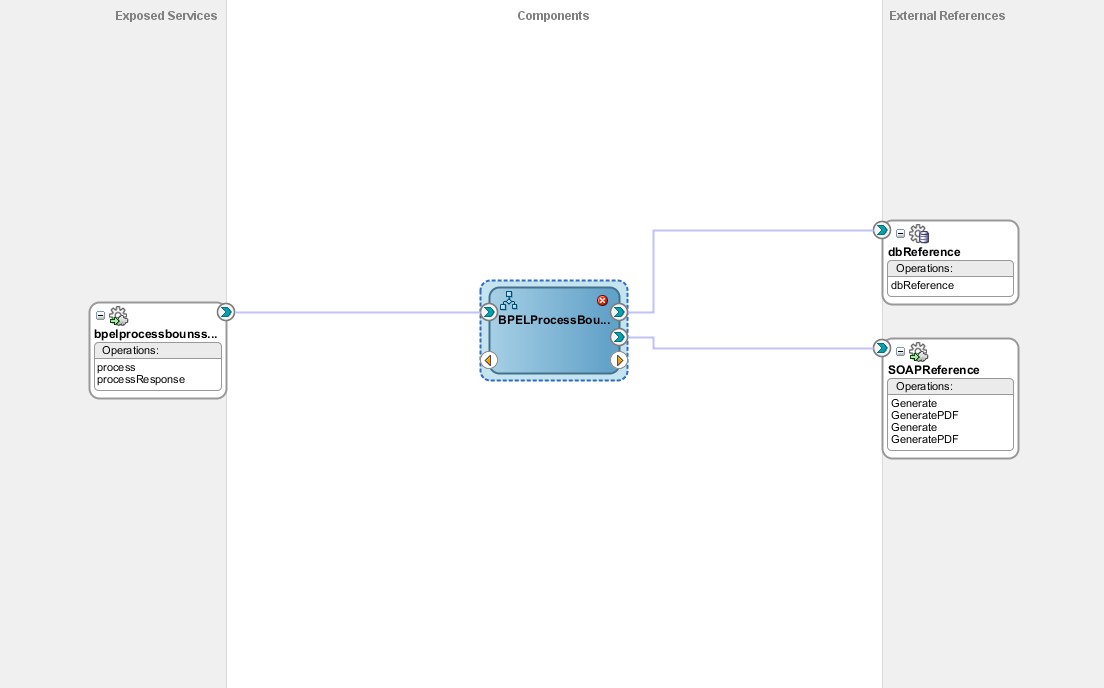 Exposed Services
Components
External References
bpelprocessbounss...
Operations:
process
processResponse
BPELProcessBou...
dbReference
Operations:
dbReference
SOAPReference
Operations:
Generate
GeneratePDF
Generate
GeneratePDF